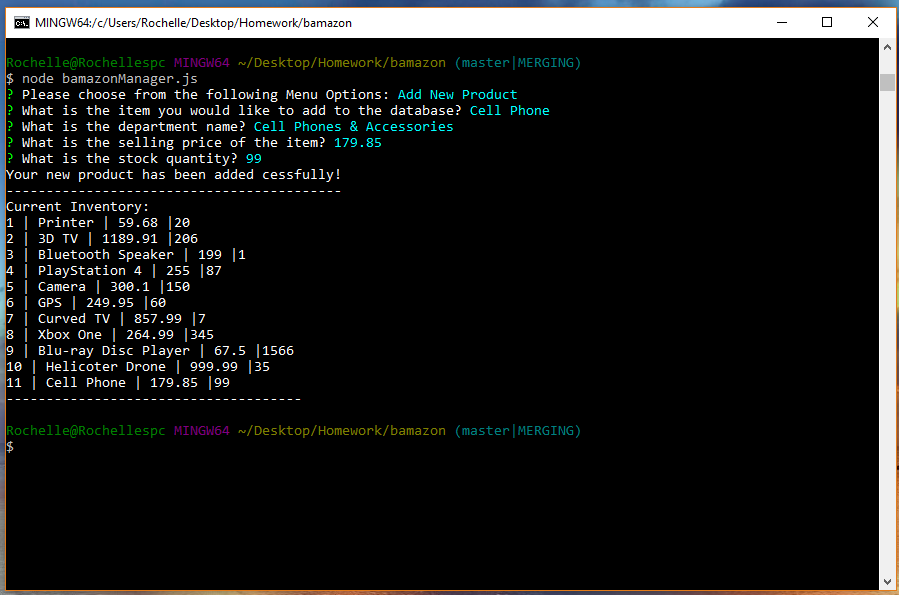 MINGW64:/c/Users/Rochelle/Desktop/Homework/bamazon
Rochelle@Rochellespc MINGW64 ~/Desktop/Homework/bamazon (master|MERGING)
$ node bamazonManager.js
? Please choose from the following Menu Options: Add New Product
? What is the item you would like to add to the database? Cell Phone
? What is the department name? Cell Phones & Accessories
? What is the selling price of the item? 179.85
? What is the stock quantity? 99
Your new product has been added cessfully!
------------------------------------------
Current Inventory:
1 | Printer | 59.68 |20
2 | 3D TV | 1189.91 |206
3 | Bluetooth Speaker | 199 |1
4 | PlayStation 4 | 255 |87
5 | Camera | 300.1 |150
6 | GPS | 249.95 |60
7 | Curved TV | 857.99 |7
8 | Xbox One | 264.99 |345
9 | Blu-ray Disc Player | 67.5 |1566
10 | Helicoter Drone | 999.99 |35
11 | Cell Phone | 179.85 |99
-------------------------------------
Rochelle@Rochellespc MINGW64 ~/Desktop/Homework/bamazon (master|MERGING)
$